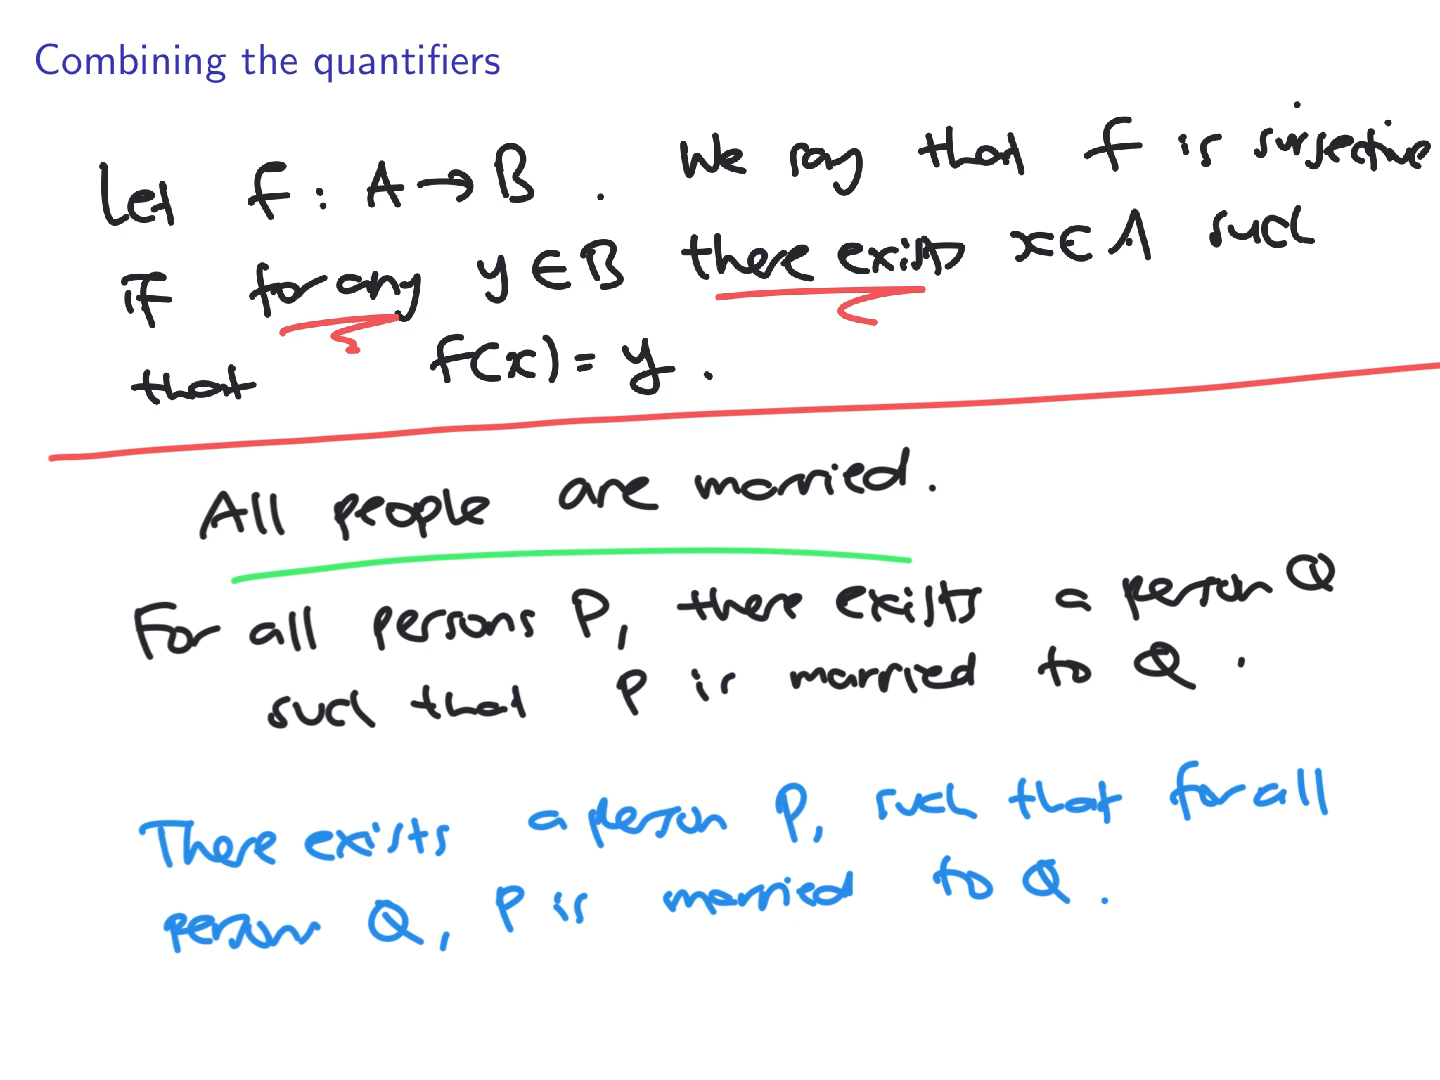 Combining the quantifiers
Let f : A → B . We say that f is surjective
if for any y ∈ B there exists x ∈ A such
that f(x) = y .
All people are married.
For all persons P, there exists a person Q
such that P is married to Q .
There exists a person P, such that for all
person Q, P is married to Q .